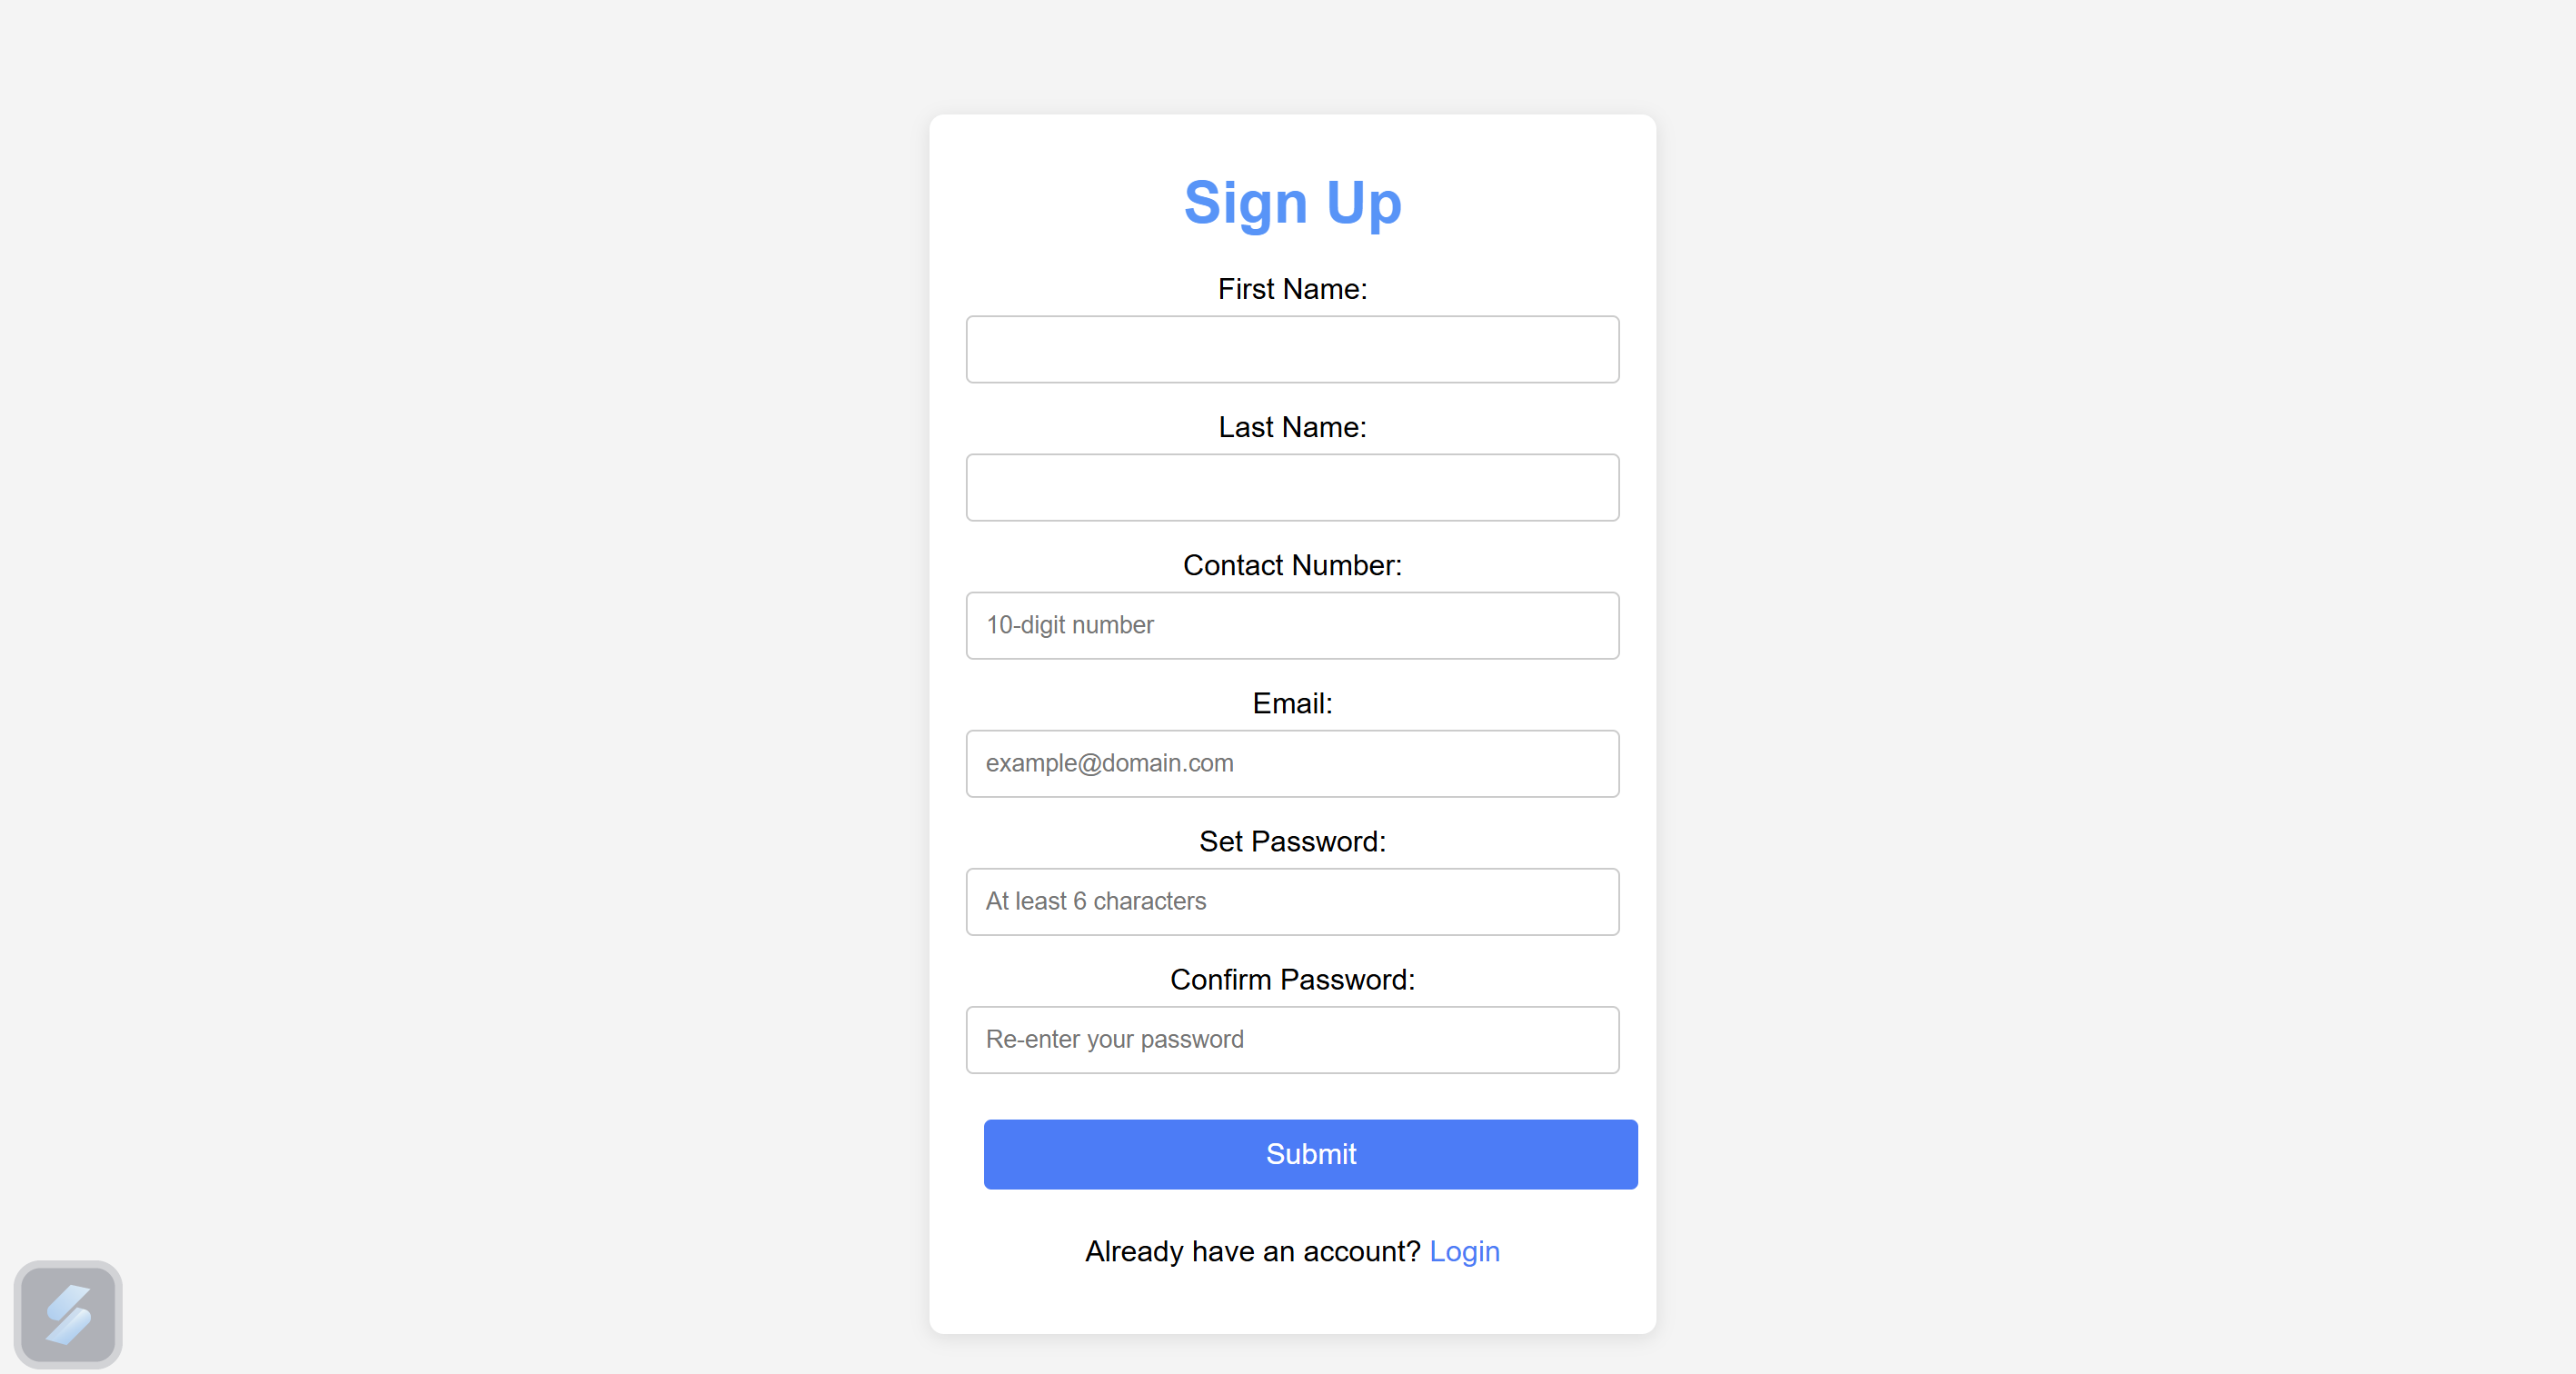 Sign Up
First Name:
Last Name:
Contact Number:
10-digit number
Email:
example@domain.com
Set Password:
At least 6 characters
Confirm Password:
Re-enter your password
Submit
Already have an account? Login